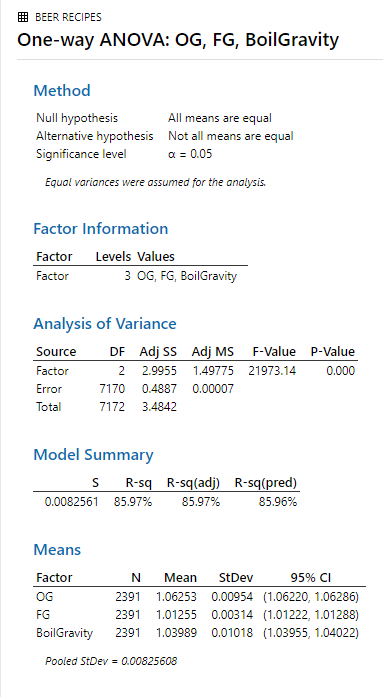 BEER RECIPES
One-way ANOVA: OG, FG, BoilGravity
Method
Null hypothesis All means are equal
Alternative hypothesis Not all means are equal
Significance level α = 0.05
Equal variances were assumed for the analysis.
Factor Information
Factor Levels Values
Factor 3 OG, FG, BoilGravity
Analysis of Variance
Source DF Adj SS Adj MS F-Value P-Value
Factor 2 2.9955 1.49775 21973.14 0.000
Error 7170 0.4887 0.00007
Total 7172 3.4842
Model Summary
S R-sq R-sq(adj) R-sq(pred)
0.0082561 85.97% 85.97% 85.96%
Means
Factor N Mean StDev 95% CI
OG 2391 1.06253 0.00954 (1.06220, 1.06286)
FG 2391 1.01255 0.00314 (1.01222, 1.01288)
BoilGravity 2391 1.03989 0.01018 (1.03955, 1.04022)
Pooled StDev = 0.00825608